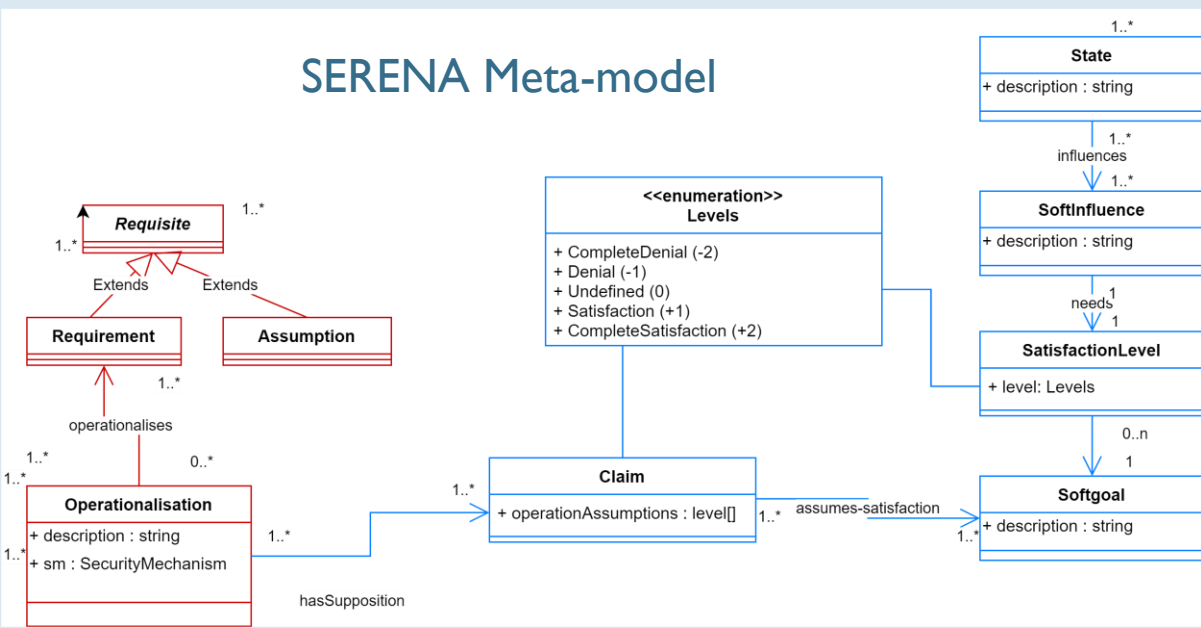 SERENA Meta-model
1..*
State
+ description : string
1..*
influences
1..*
SoftInfluence
+ description : string
1
needs
1
SatisfactionLevel
+ level: Levels
0..n
1
Softgoal
+ description : string
<<enumeration>>
Levels
+ CompleteDenial (-2)
+ Denial (-1)
+ Undefined (0)
+ Satisfaction (+1)
+ CompleteSatisfaction (+2)
1..*
Requisite
1..*
Extends
Extends
Requirement
Assumption
1..*
operationalises
1..*
0..*
1..*
Operationalisation
+ description : string
1..*
+ sm : SecurityMechanism
1..*
hasSupposition
1..*
Claim
+ operationAssumptions : level[]
1..*
assumes-satisfaction
1..*